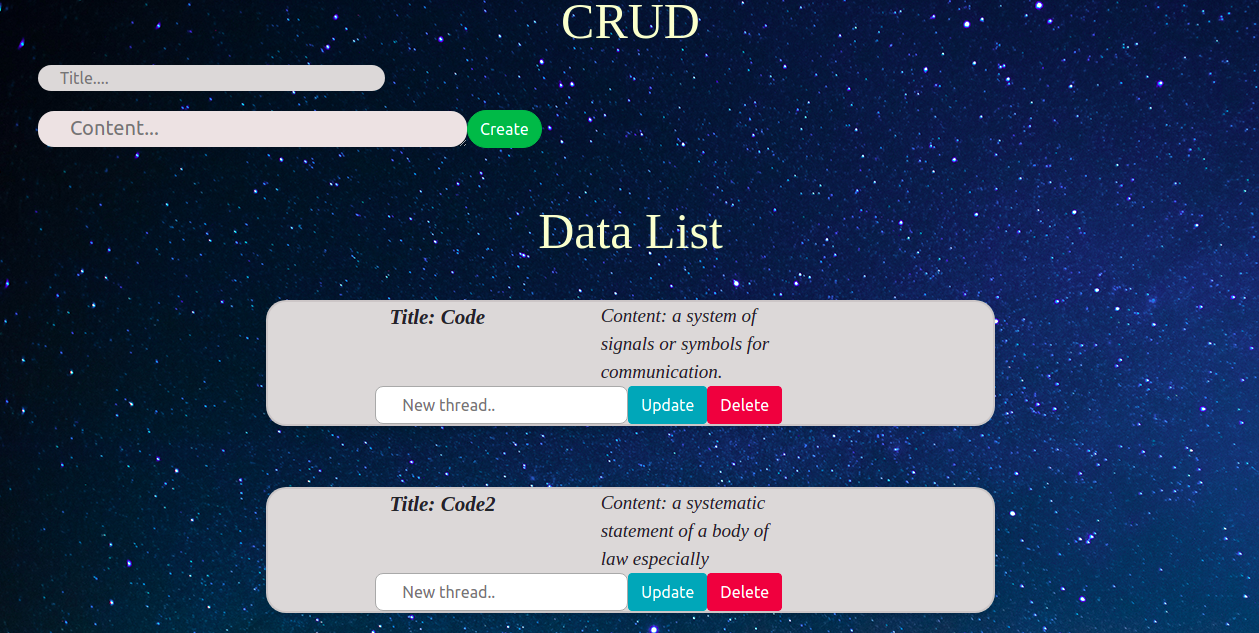 CRUD
Title....
Content...
Create
Data List
Title: Code
Content: a system of
signals or symbols for
communication.
New thread..
Update
Delete
Title: Code2
Content: a systematic
statement of a body of
law especially
New thread..
Update
Delete